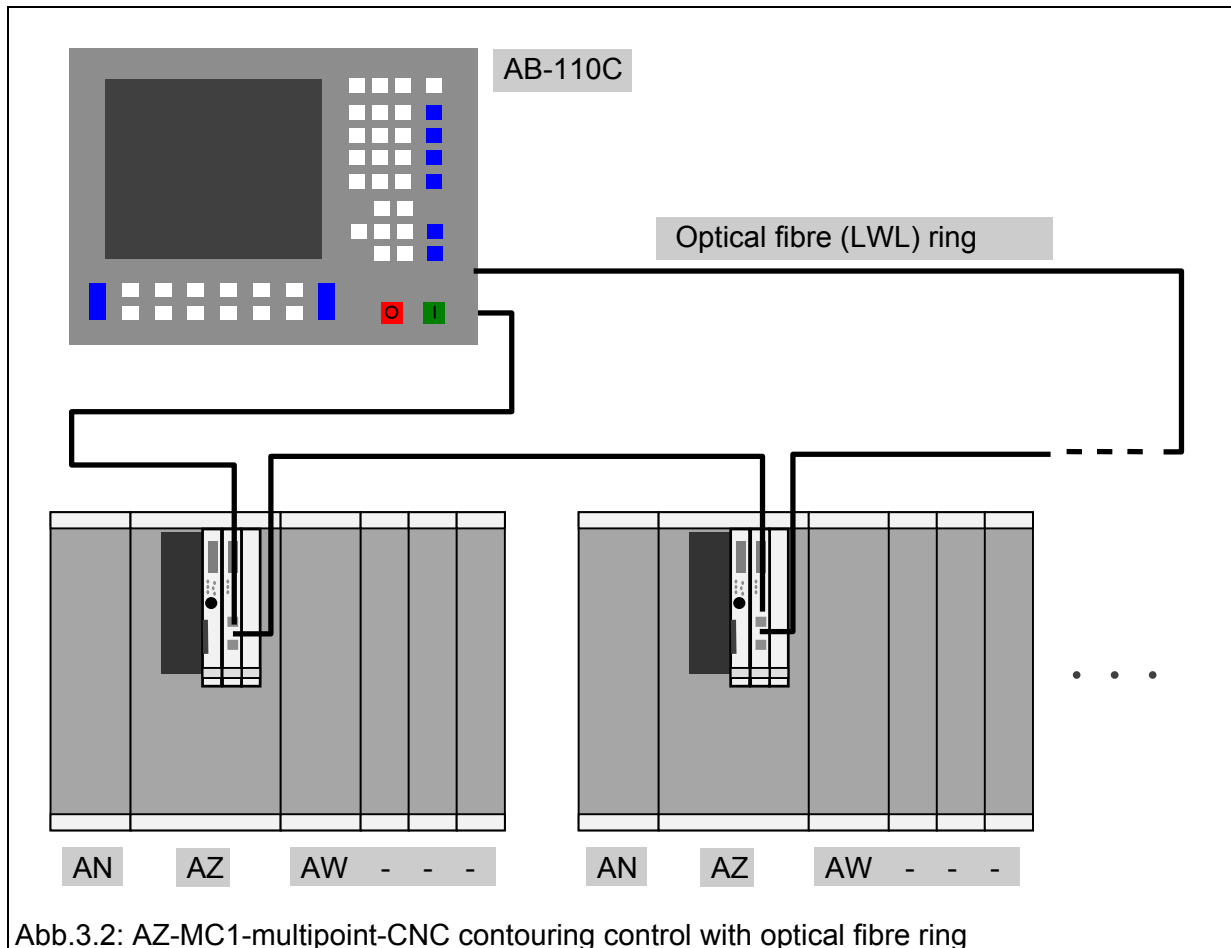 AB-110C
Optical fibre (LWL) ring
O I
AN AZ AW - - -
AN AZ AW - - -
Abb.3.2: AZ-MC1-multipoint-CNC contouring control with optical fibre ring